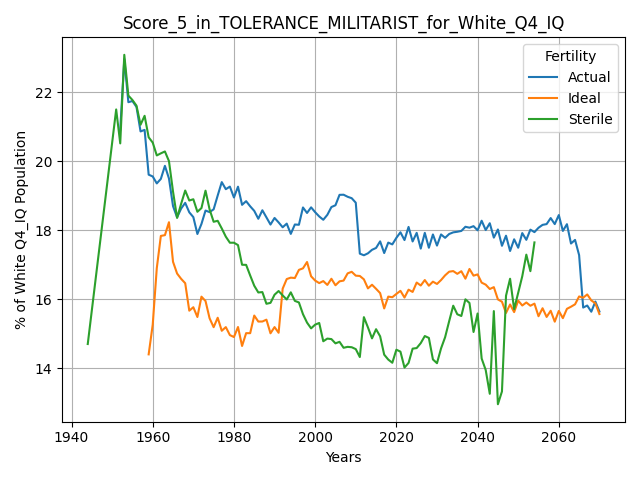 Score_5_in_TOLERANCE_MILITARIST_for_White_Q4_IQ
Fertility
Actual
Ideal
Sterile
% of White Q4_IQ Population
22
20
18
16
14
1940 1960 1980 2000 2020 2040 2060
Years